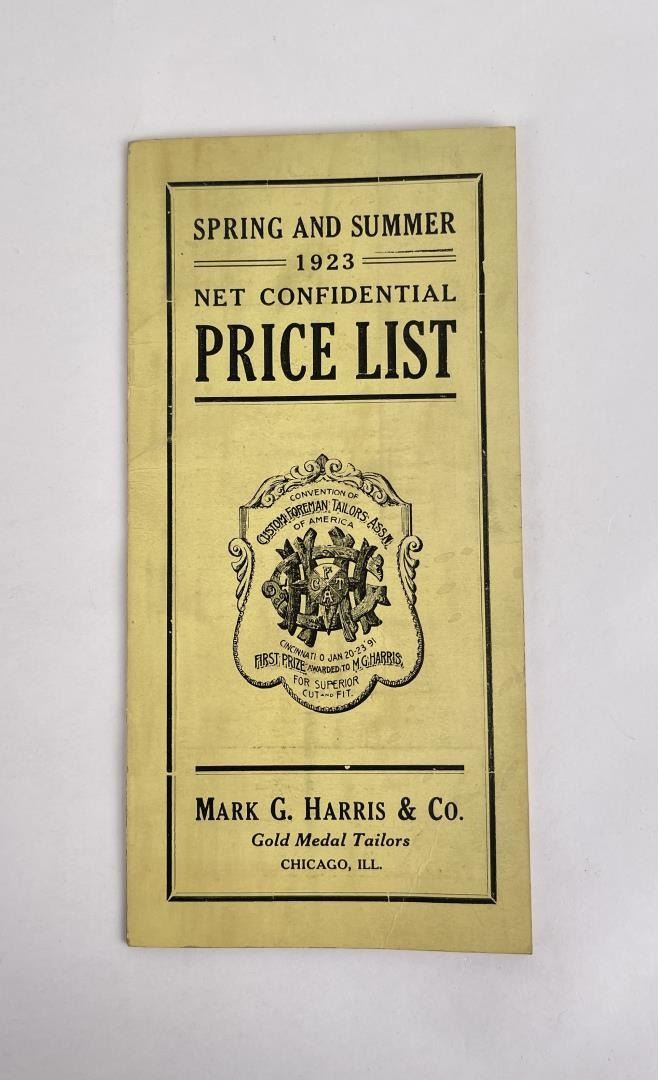 SPRING AND SUMMER
1923
NET CONFIDENTIAL
PRICE LIST
CONVENTION OF
CUSTOM FOREMAN TAILORS ASSN.
OF AMERICA
F
C T
A
CINCINNATI O JAN 20-23 '91
FIRST PRIZE AWARDED TO M.G. HARRIS,
FOR SUPERIOR
CUT AND FIT.
MARK G. HARRIS & CO.
Gold Medal Tailors
CHICAGO, ILL.